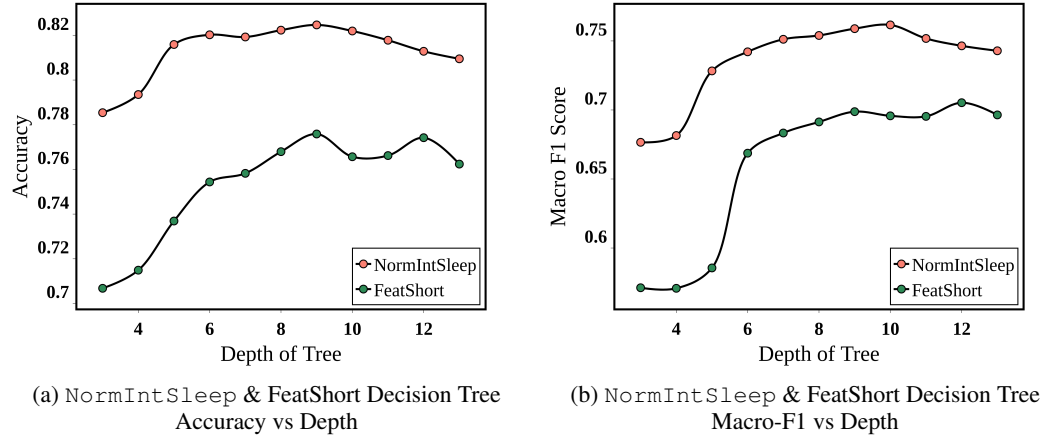 0.82
0.8
0.78
0.76
0.74
0.72
0.7
Accuracy
4 6 8 10 12
Depth of Tree
NormIntSleep
FeatShort
(a) NormIntSleep & FeatShort Decision Tree
Accuracy vs Depth
0.75
0.7
0.65
0.6
Macro F1 Score
4 6 8 10 12
Depth of Tree
NormIntSleep
FeatShort
(b) NormIntSleep & FeatShort Decision Tree
Macro-F1 vs Depth